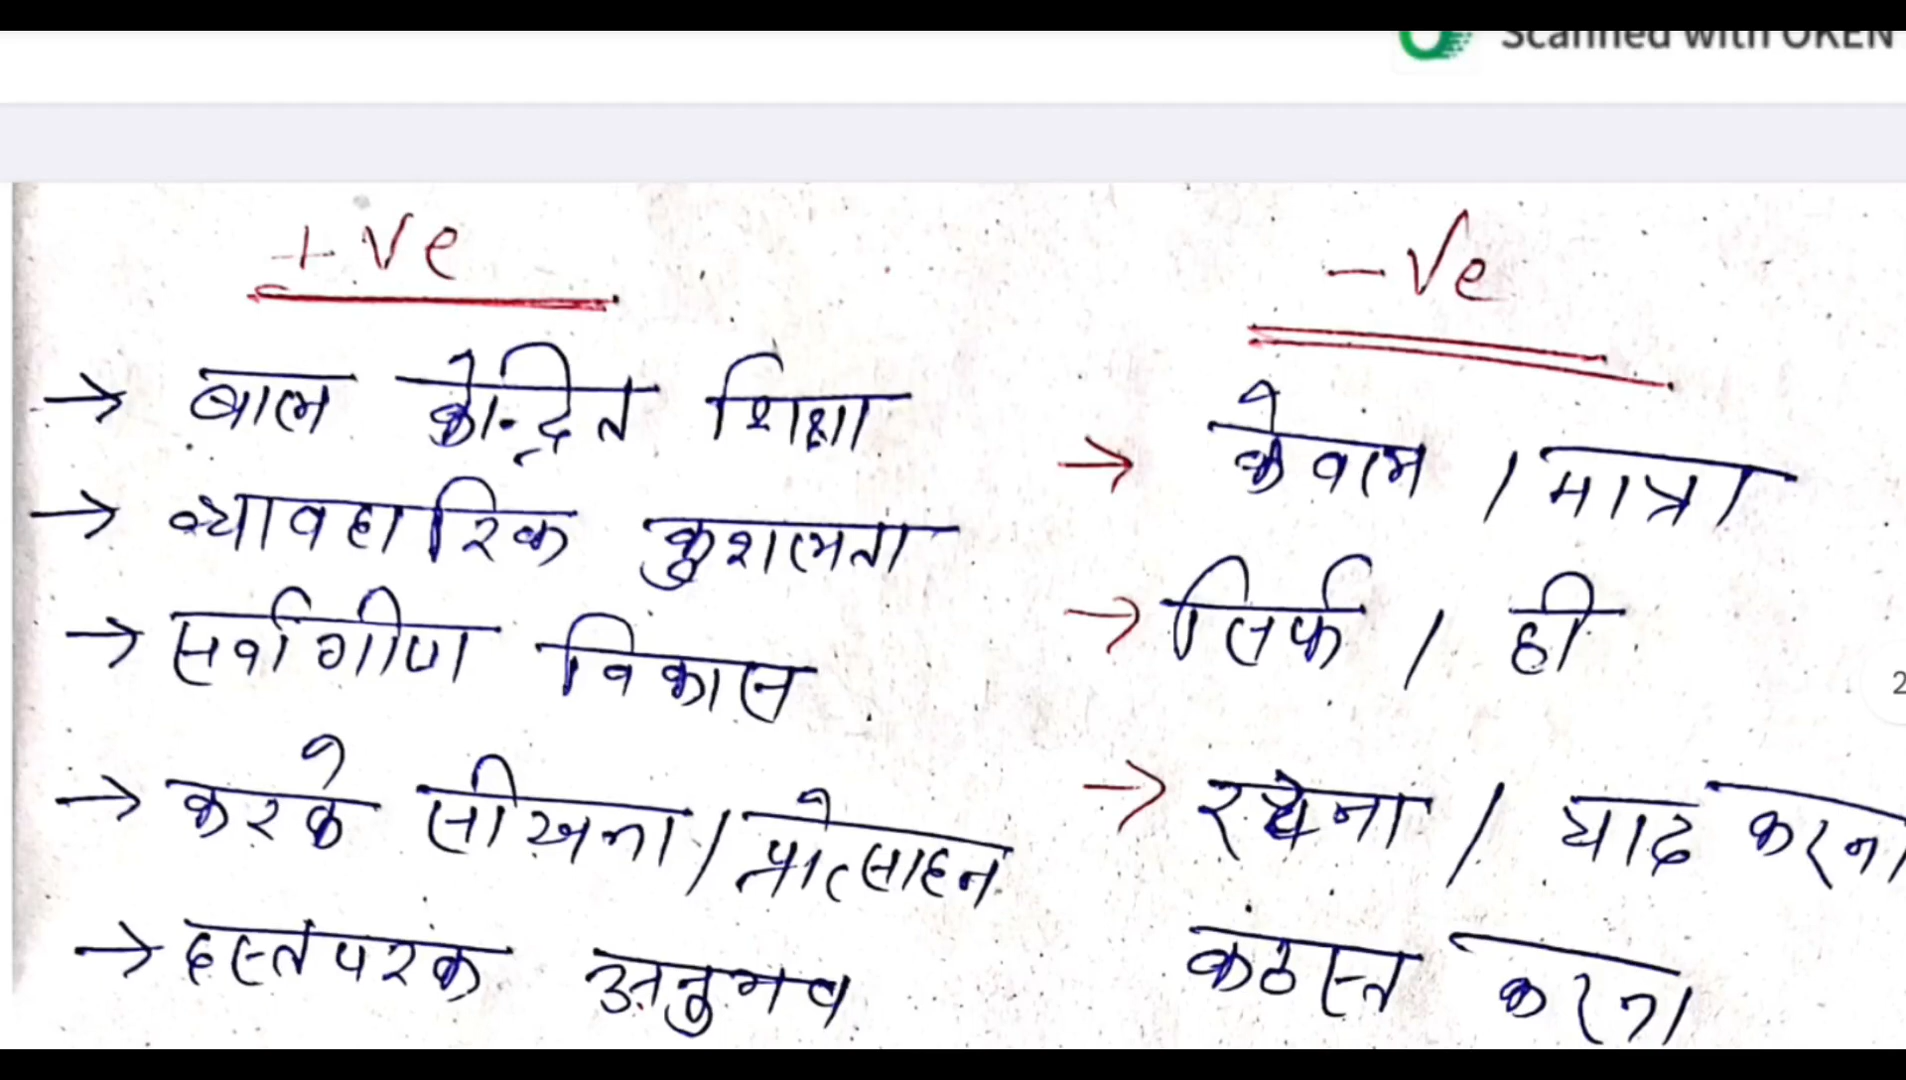 Scanned with OKEN
+ve
-ve
→ बाल केन्द्रित शिक्षा
→ केवल / मात्रा
→ व्यावहारिक कुशलता
→ सिर्फ / ही
→ सर्वांगीण विकास
→ करके सीखना / प्रोत्साहन
→ / याद करना
→ हस्तपरक अनुभव
कंठस्त करना
2